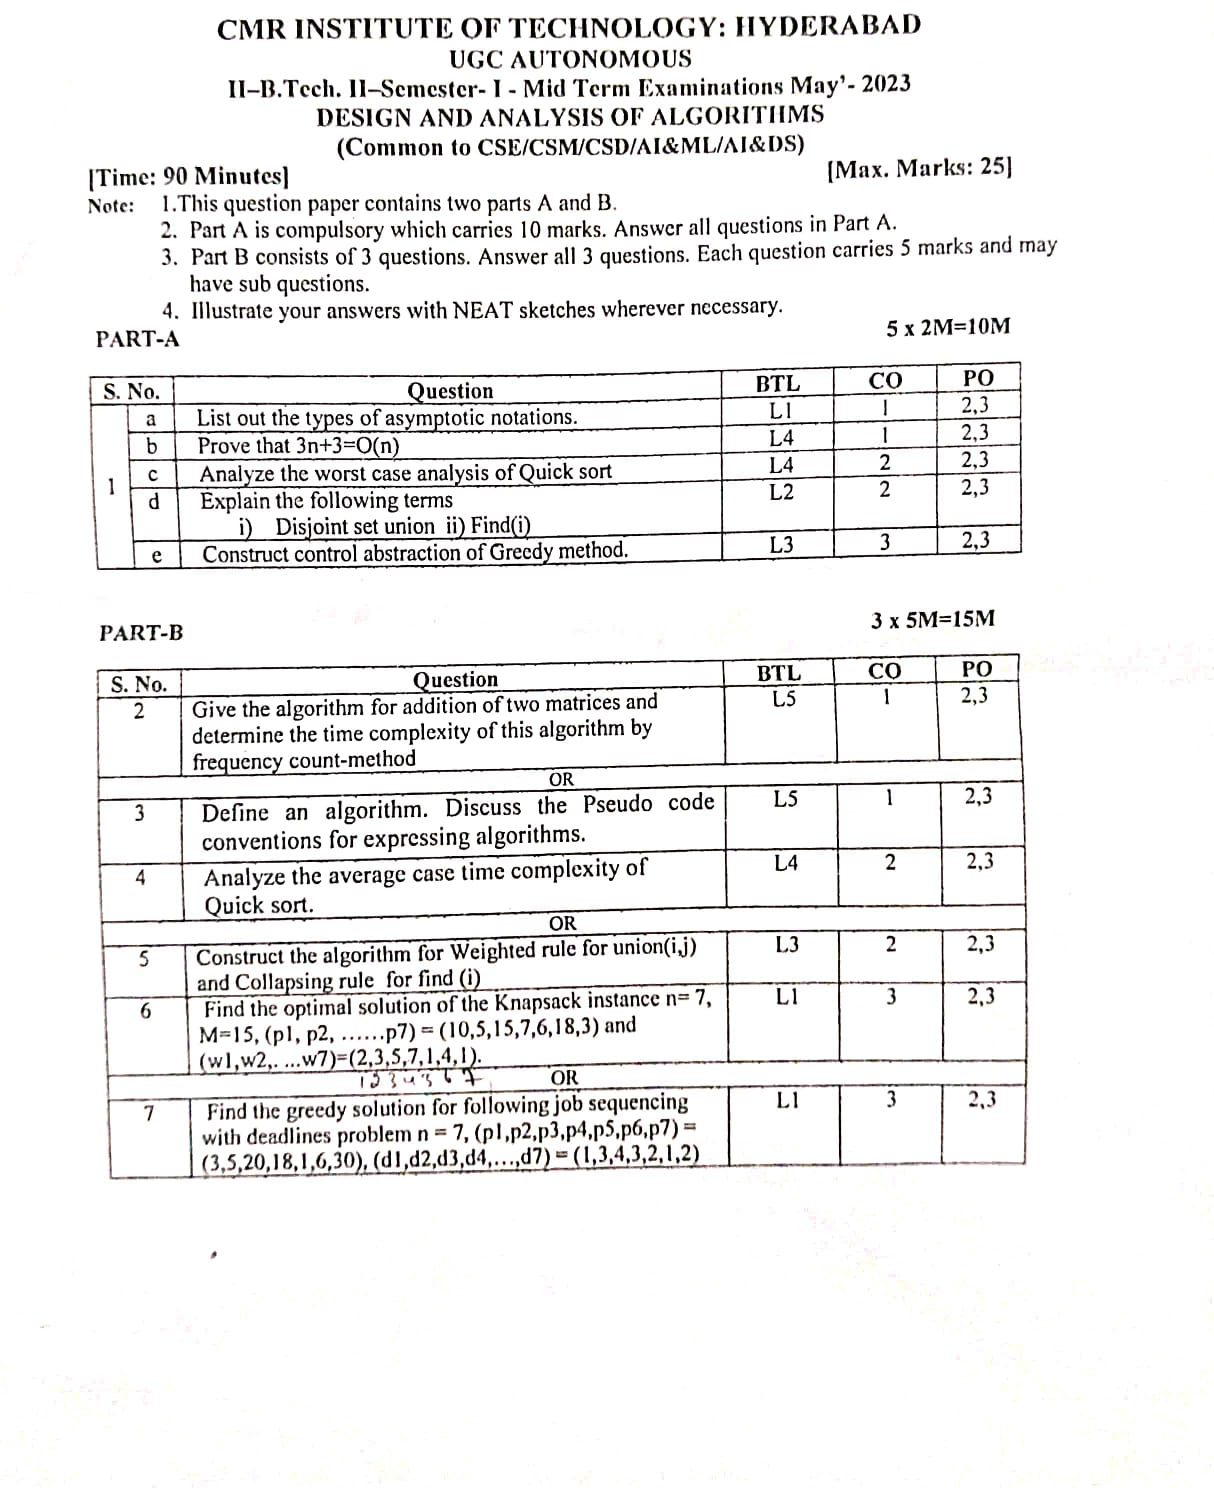 CMR INSTITUTE OF TECHNOLOGY: HYDERABAD
UGC AUTONOMOUS
II–B.Tech. II–Semester- I - Mid Term Examinations May'- 2023
DESIGN AND ANALYSIS OF ALGORITHMS
(Common to CSE/CSM/CSD/AI&ML/AI&DS)
[Time: 90 Minutes] [Max. Marks: 25]
Note: 1.This question paper contains two parts A and B.
2. Part A is compulsory which carries 10 marks. Answer all questions in Part A.
3. Part B consists of 3 questions. Answer all 3 questions. Each question carries 5 marks and may
have sub questions.
4. Illustrate your answers with NEAT sketches wherever necessary.
PART-A 5 x 2M=10M
S. No. Question BTL CO PO
1
a List out the types of asymptotic notations. L1 1 2,3
b Prove that 3n+3=O(n) L4 1 2,3
c Analyze the worst case analysis of Quick sort L4 2 2,3
d Explain the following terms L2 2 2,3
i) Disjoint set union ii) Find(i)
e Construct control abstraction of Greedy method. L3 3 2,3
PART-B 3 x 5M=15M
S. No. Question BTL CO PO
2 Give the algorithm for addition of two matrices and L5 1 2,3
determine the time complexity of this algorithm by
frequency count-method
OR
3 Define an algorithm. Discuss the Pseudo code L5 1 2,3
conventions for expressing algorithms.
4 Analyze the average case time complexity of L4 2 2,3
Quick sort.
OR
5 Construct the algorithm for Weighted rule for union(i,j) L3 2 2,3
and Collapsing rule for find (i)
6 Find the optimal solution of the Knapsack instance n= 7, L1 3 2,3
M=15, (p1, p2, ......p7) = (10,5,15,7,6,18,3) and
(w1,w2,. ...w7)=(2,3,5,7,1,4,1).
OR
7 Find the greedy solution for following job sequencing L1 3 2,3
with deadlines problem n = 7, (p1,p2,p3,p4,p5,p6,p7) =
(3,5,20,18,1,6,30), (d1,d2,d3,d4,...,d7) = (1,3,4,3,2,1,2)